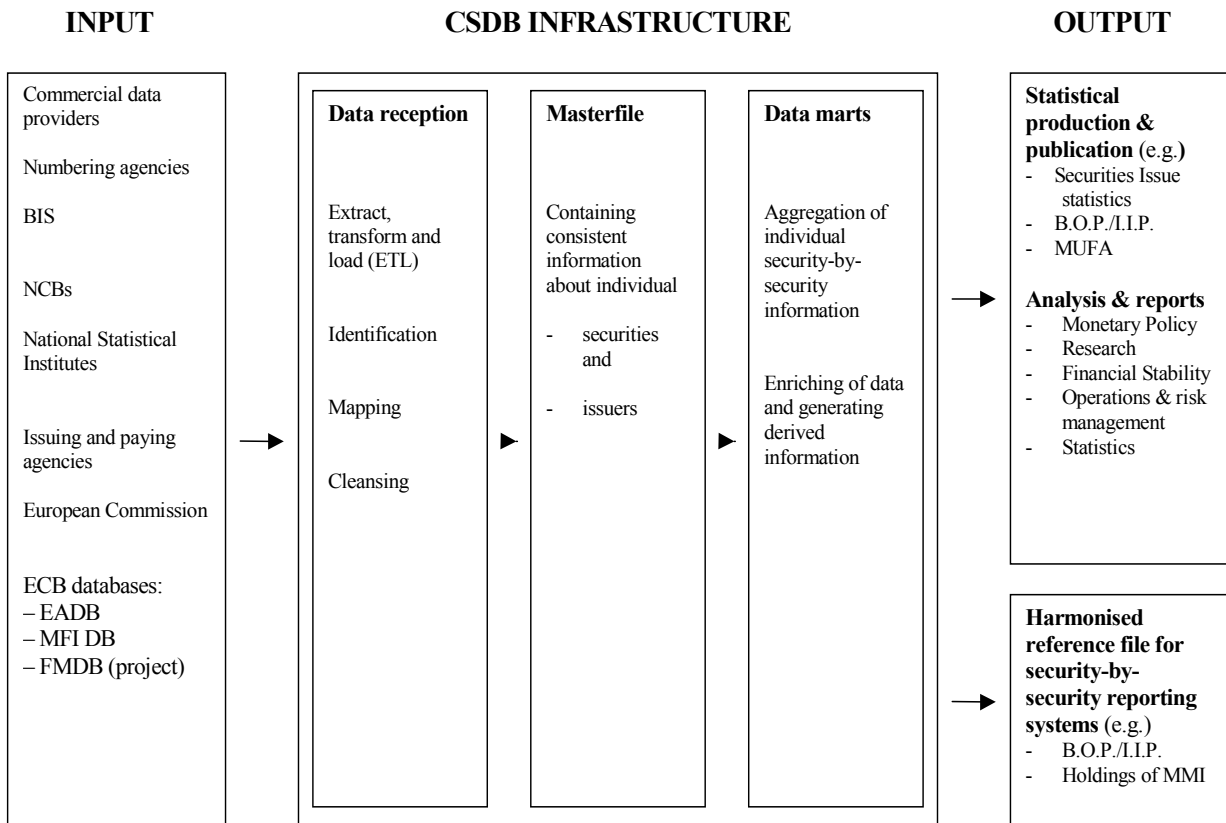 INPUT
CSDB INFRASTRUCTURE
OUTPUT
Commercial data
providers
Numbering agencies
BIS
NCBs
National Statistical
Institutes
Issuing and paying
agencies
European Commission
ECB databases:
– EADB
– MFI DB
– FMDB (project)
Data reception
Extract,
transform and
load (ETL)
Identification
Mapping
Cleansing
Masterfile
Containing
consistent
information
about individual
- securities
and
- issuers
Data marts
Aggregation of
individual
security-by-
security
information
Enriching of data
and generating
derived
information
Statistical
production &
publication (e.g.)
- Securities Issue
statistics
- B.O.P./I.I.P.
- MUFA
Analysis & reports
- Monetary Policy
- Research
- Financial Stability
- Operations & risk
management
- Statistics
Harmonised
reference file for
security-by-
security reporting
systems (e.g.)
- B.O.P./I.I.P.
- Holdings of MMI